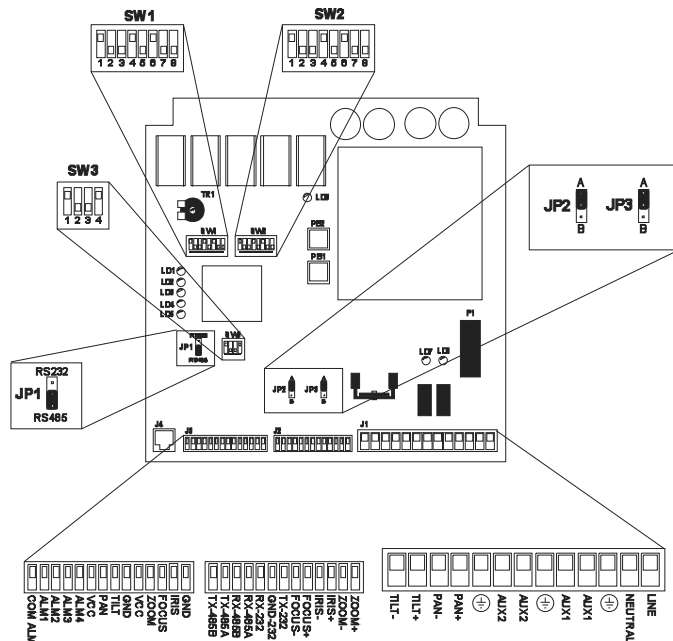 SW1
SW2
1 2 3 4 5 6 7 8
1 2 3 4 5 6 7 8
SW3
1 2 3 4
TR1
LD8
SW1
SW2
PB2
PB1
LD1
LD2
LD3
LD4
LD5
SW3
JP1
RS232
RS485
RS232
JP1
RS485
A
A
JP2
JP3
B
B
F1
LD7
LD6
JP2
JP3
B
B
J4
J3
J2
J1
COM ALM
ALM1
ALM2
ALM3
ALM4
VCC
PAN
TILT
GND
VCC
ZOOM
FOCUS
IRIS
GND
TX-485B
TX-485A
RX-485B
RX-485A
RX-232
GND-232
TX-232
FOCUS-
FOCUS+
IRIS-
IRIS+
ZOOM-
ZOOM+
TILT-
TILT+
PAN-
PAN+
AUX2
AUX2
AUX1
AUX1
NEUTRAL
LINE